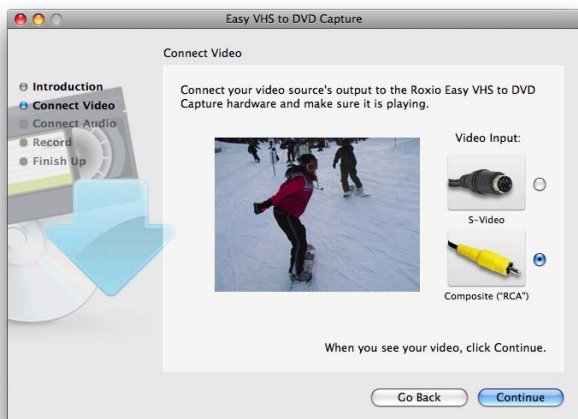 Easy VHS to DVD Capture
Connect Video
Introduction
Connect Video
Connect Audio
Record
Finish Up
Connect your video source's output to the Roxio Easy VHS to DVD
Capture hardware and make sure it is playing.
Video Input:
S-Video
Composite ("RCA")
When you see your video, click Continue.
Go Back
Continue